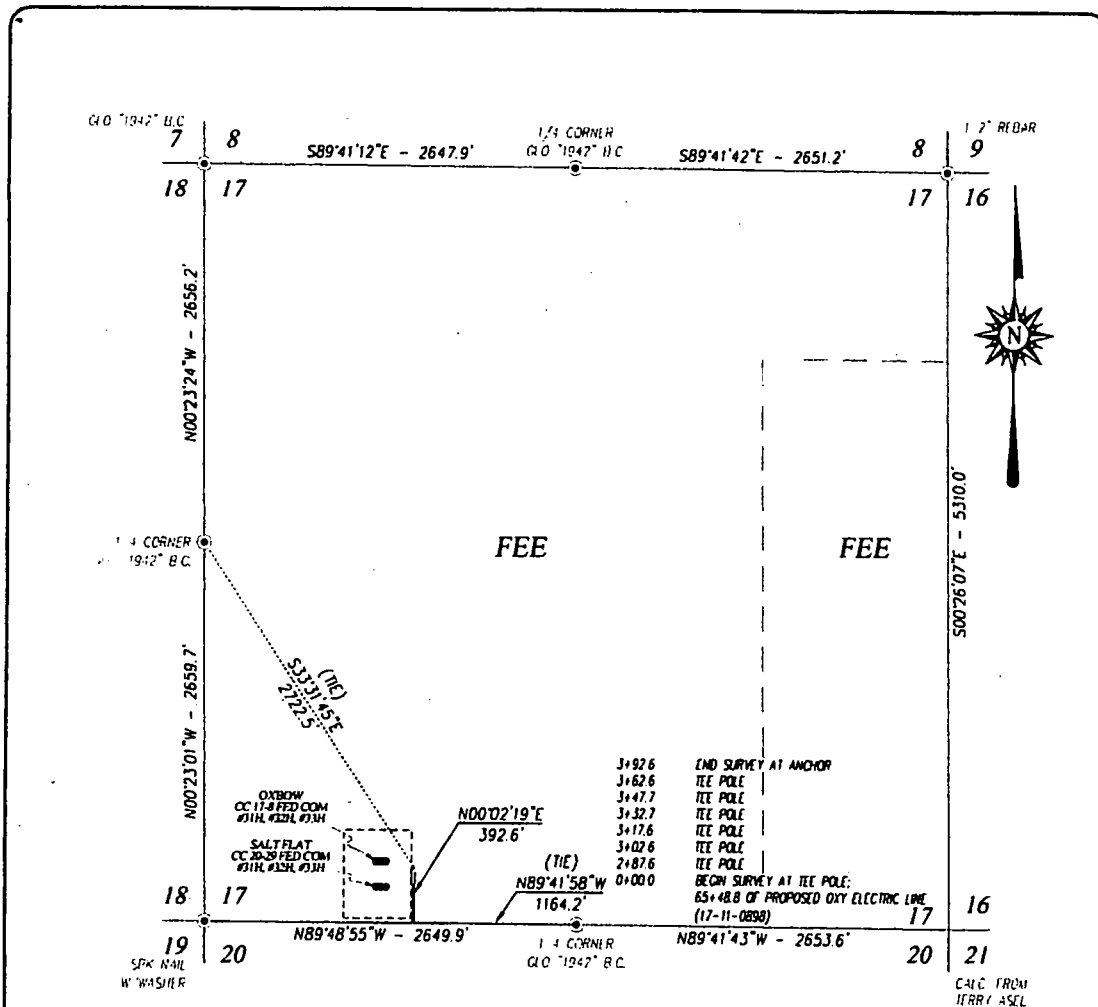 GLO "1942" B.C.
7 8
1/4 CORNER
GLO "1942" B.C.
8 9
1/2" REBAR
S89°41'12"E - 2647.9'
S89°41'42"E - 2651.2'
18 17
17 16
N00°23'24"W - 2656.2'
N
S00°26'07"E - 5310.0'
1/4 CORNER
"1942" B.C.
FEE
FEE
(TIE)
S33°31'45"E
2722.5'
N00°23'01"W - 2659.7'
3+92.6 END SURVEY AT ANCHOR
3+62.6 TEE POLE
3+47.7 TEE POLE
3+32.7 TEE POLE
3+17.6 TEE POLE
3+02.6 TEE POLE
2+87.6 TEE POLE
0+00.0 BEGIN SURVEY AT TEE POLE;
65+48.8 OF PROPOSED OXY ELECTRIC LINE
(17-11-0898)
OXBOW
CC 17-8 FED COM
#31H, #32H, #33H
SALT FLAT
CC 20-29 FED COM
#31H, #32H, #33H
N00°02'19"E
392.6'
(TIE)
N89°41'58"W
1164.2'
18 17
17 16
N89°48'55"W - 2649.9'
N89°41'43"W - 2653.6'
19 20
SPK NAIL
W/WASHER
1/4 CORNER
GLO "1942" B.C.
20 21
CALC FROM
JERRY ASEL